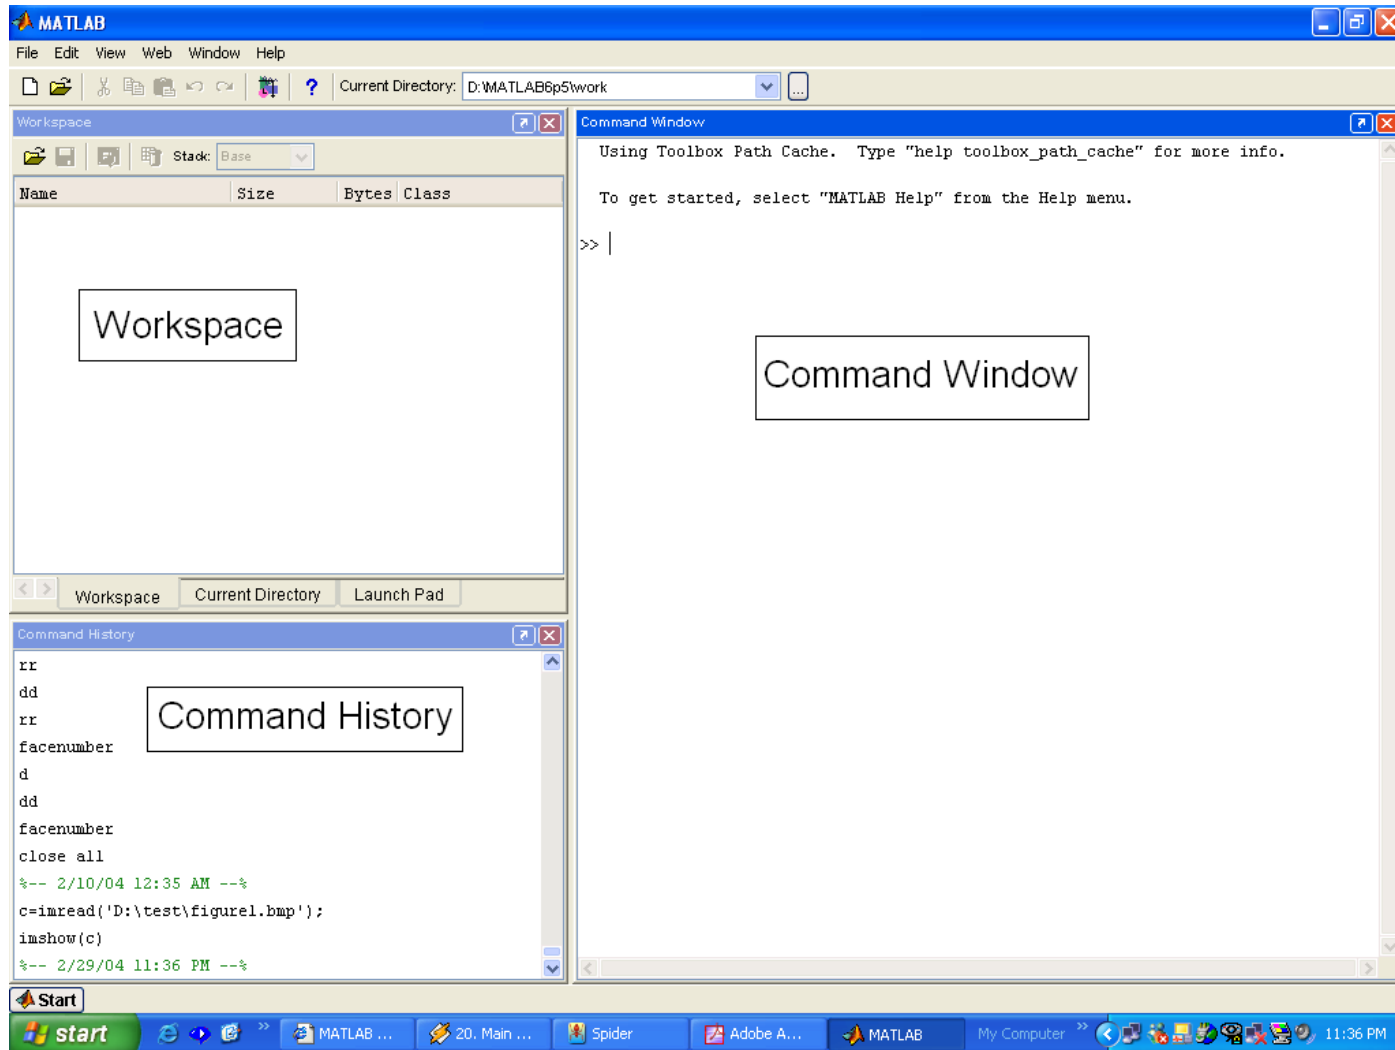 MATLAB
File Edit View Web Window Help
? Current Directory: D:\MATLAB6p5\work ...
Workspace
Stack: Base
Name Size Bytes Class
Workspace
Workspace Current Directory Launch Pad
Command History
rr
dd
rr
facenumber
d
dd
facenumber
close all
%-- 2/10/04 12:35 AM --%
c=imread('D:\test\figure1.bmp');
imshow(c)
%-- 2/29/04 11:36 PM --%
Command History
Command Window
Using Toolbox Path Cache. Type "help toolbox_path_cache" for more info.
To get started, select "MATLAB Help" from the Help menu.
>>
Command Window
Start
start » MATLAB ... 20. Main ... Spider Adobe A... MATLAB My Computer » 11:36 PM